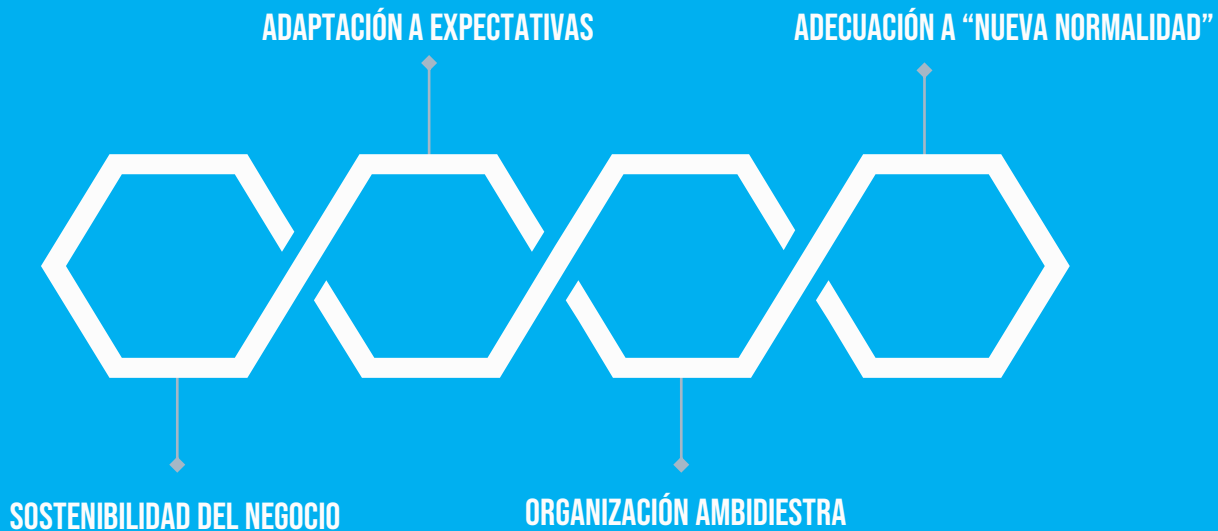 ADAPTACIÓN A EXPECTATIVAS
ADECUACIÓN A “NUEVA NORMALIDAD”
SOSTENIBILIDAD DEL NEGOCIO
ORGANIZACIÓN AMBIDIESTRA